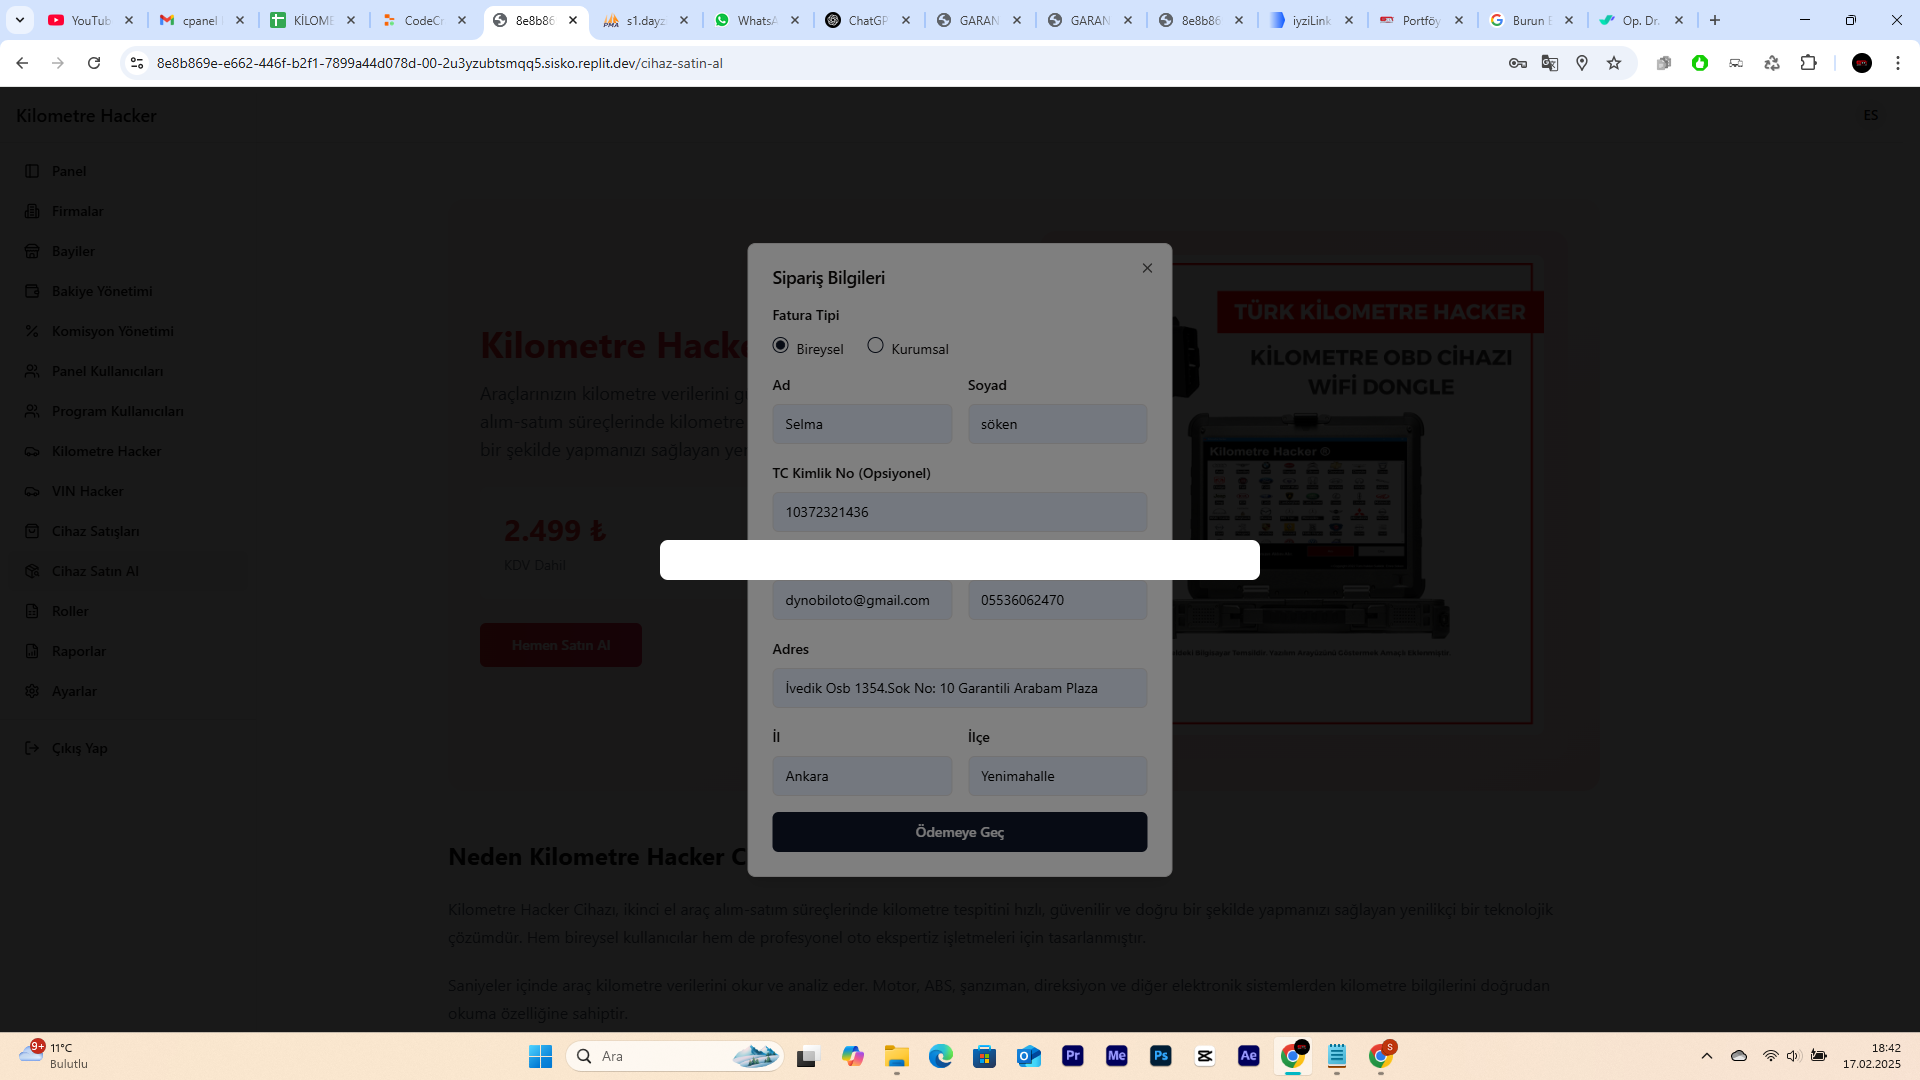 YouTub
cpanel
KİLOME
CodeCr
8e8b86
s1.dayz
WhatsA
ChatGP
GARAN
GARAN
8e8b86
iyziLink
Portföy
Burun E
Op. Dr.
8e8b869e-e662-446f-b2f1-7899a44d078d-00-2u3yzubtsmqq5.sisko.replit.dev/cihaz-satin-al
Kilometre Hacker
ES
Panel
Firmalar
Bayiler
Bakiye Yönetimi
Komisyon Yönetimi
Panel Kullanıcıları
Program Kullanıcıları
Kilometre Hacker
VIN Hacker
Cihaz Satışları
Cihaz Satın Al
Roller
Raporlar
Ayarlar
Çıkış Yap
Kilometre Hacke
Araçlarınızın kilometre verilerini g
alım-satım süreçlerinde kilometre
bir şekilde yapmanızı sağlayan yen
2.499 ₺
KDV Dahil
Hemen Satın Al
Sipariş Bilgileri
Fatura Tipi
Bireysel
Kurumsal
Ad
Soyad
Selma
söken
TC Kimlik No (Opsiyonel)
10372321436
dynobiloto@gmail.com
05536062470
Adres
İvedik Osb 1354.Sok No: 10 Garantili Arabam Plaza
İl
İlçe
Ankara
Yenimahalle
Ödemeye Geç
TÜRK KİLOMETRE HACKER
KİLOMETRE OBD CİHAZI
WİFİ DONGLE
Kilometre Hacker ®
Neden Kilometre Hacker C
Kilometre Hacker Cihazı, ikinci el araç alım-satım süreçlerinde kilometre tespitini hızlı, güvenilir ve doğru bir şekilde yapmanızı sağlayan yenilikçi bir teknolojik
çözümdür. Hem bireysel kullanıcılar hem de profesyonel oto ekspertiz işletmeleri için tasarlanmıştır.
Saniyeler içinde araç kilometre verilerini okur ve analiz eder. Motor, ABS, şanzıman, direksiyon ve diğer elektronik sistemlerden kilometre bilgilerini doğrudan
okuma özelliğine sahiptir.
9+
11°C
Bulutlu
Ara
Pr
Me
Ps
Ae
S
18:42
17.02.2025